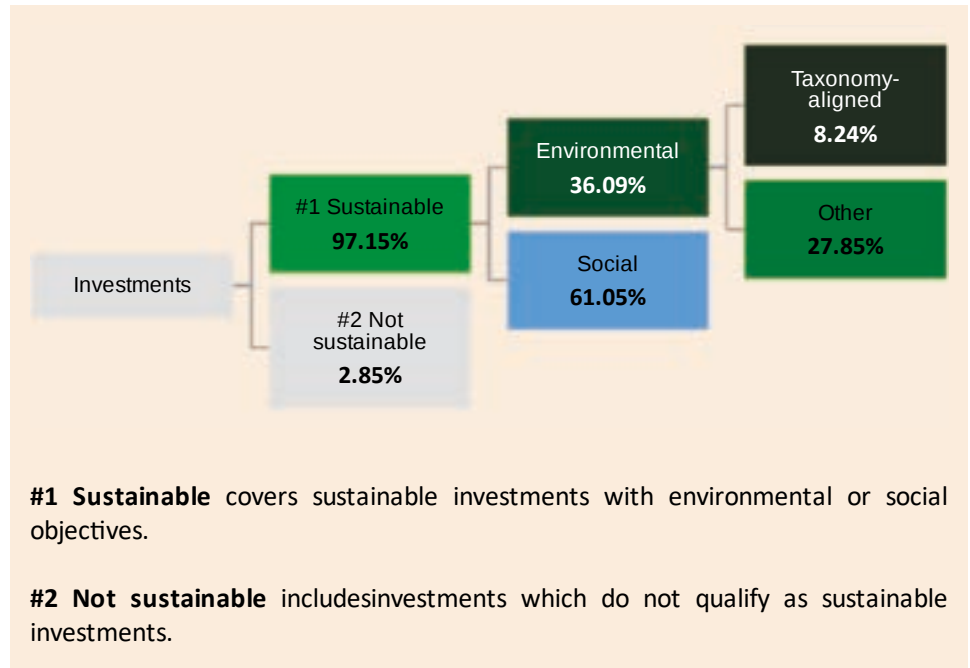 Taxonomy-
aligned
8.24%
Environmental
36.09%
#1 Sustainable
97.15%
Other
27.85%
Social
61.05%
Investments
#2 Not
sustainable
2.85%
#1 Sustainable covers sustainable investments with environmental or social
objectives.
#2 Not sustainable includesinvestments which do not qualify as sustainable
investments.